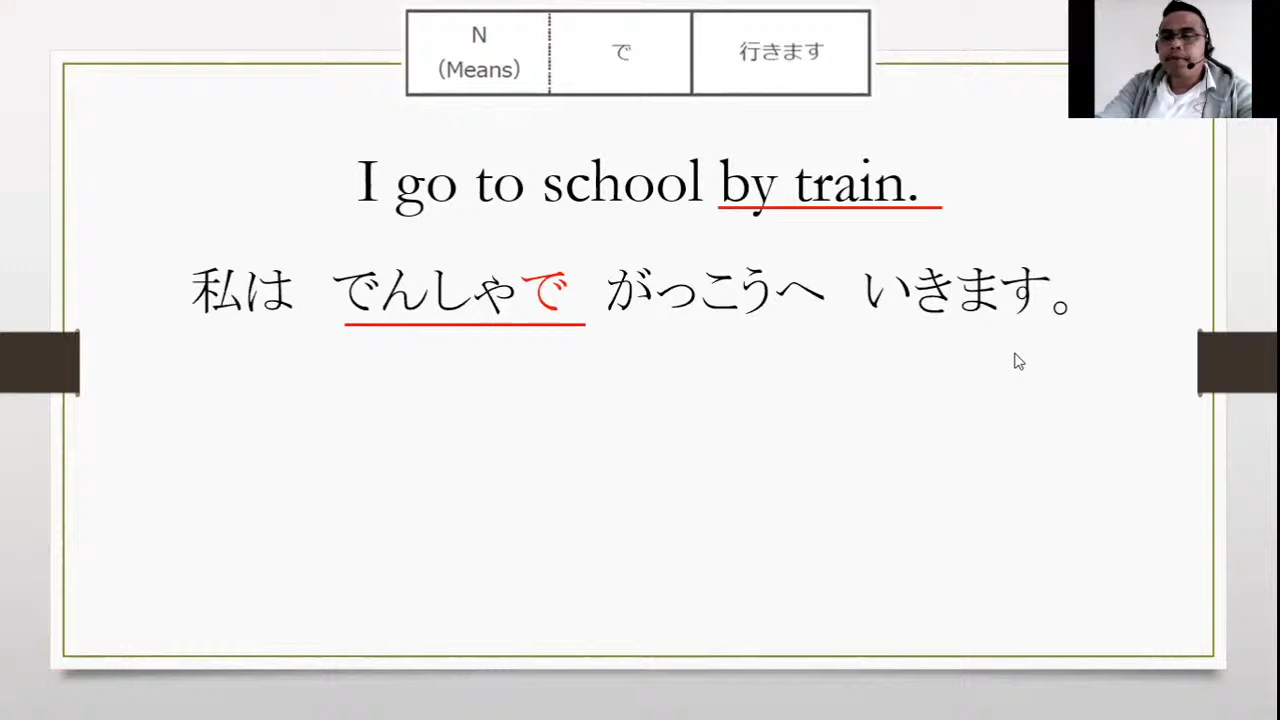 N で 行きます
(Means)
I go to school by train.
私は でんしゃで がっこうへ いきます。